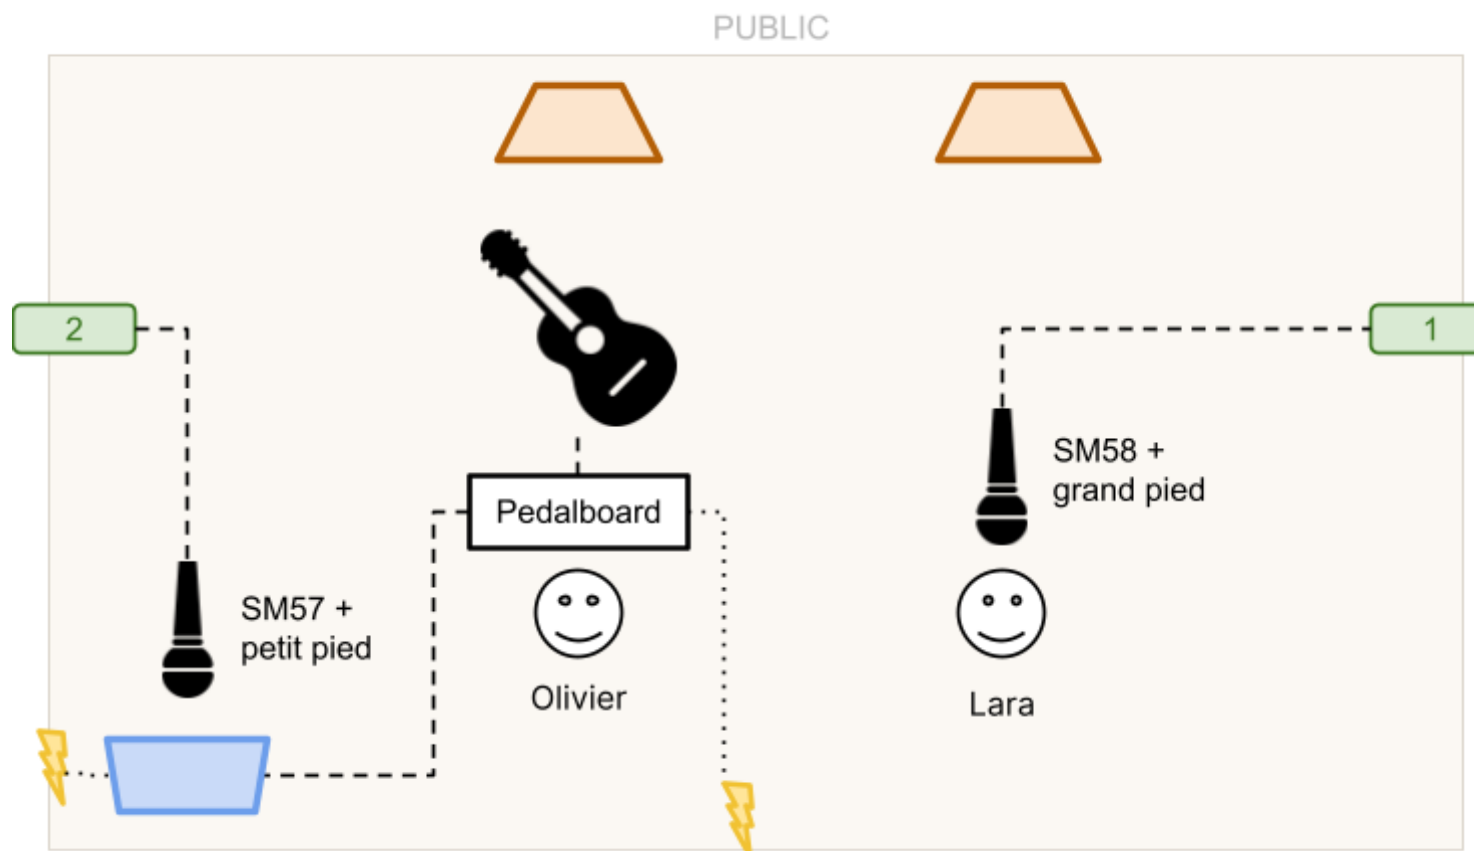 PUBLIC
2
1
SM58 +
grand pied
Pedalboard
SM57 +
petit pied
Olivier
Lara